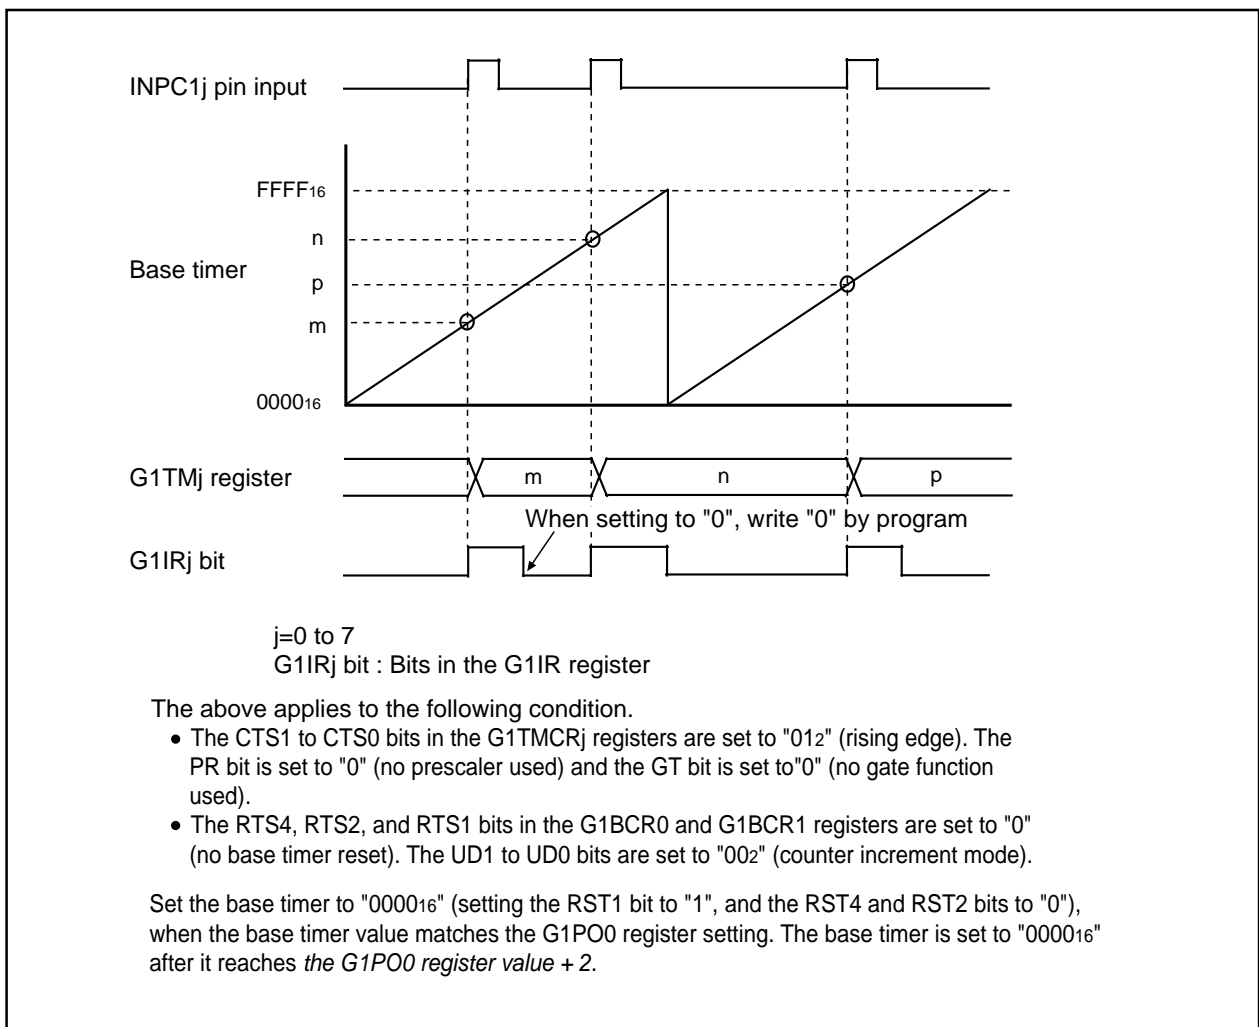 INPC1j pin input
FFFF16
n
Base timer
p
m
000016
G1TMj register
m
n
p
When setting to "0", write "0" by program
G1IRj bit
j=0 to 7
G1IRj bit : Bits in the G1IR register
The above applies to the following condition.
• The CTS1 to CTS0 bits in the G1TMCRj registers are set to "012" (rising edge). The
PR bit is set to "0" (no prescaler used) and the GT bit is set to"0" (no gate function
used).
• The RTS4, RTS2, and RTS1 bits in the G1BCR0 and G1BCR1 registers are set to "0"
(no base timer reset). The UD1 to UD0 bits are set to "002" (counter increment mode).
Set the base timer to "000016" (setting the RST1 bit to "1", and the RST4 and RST2 bits to "0"),
when the base timer value matches the G1PO0 register setting. The base timer is set to "000016"
after it reaches the G1PO0 register value + 2.